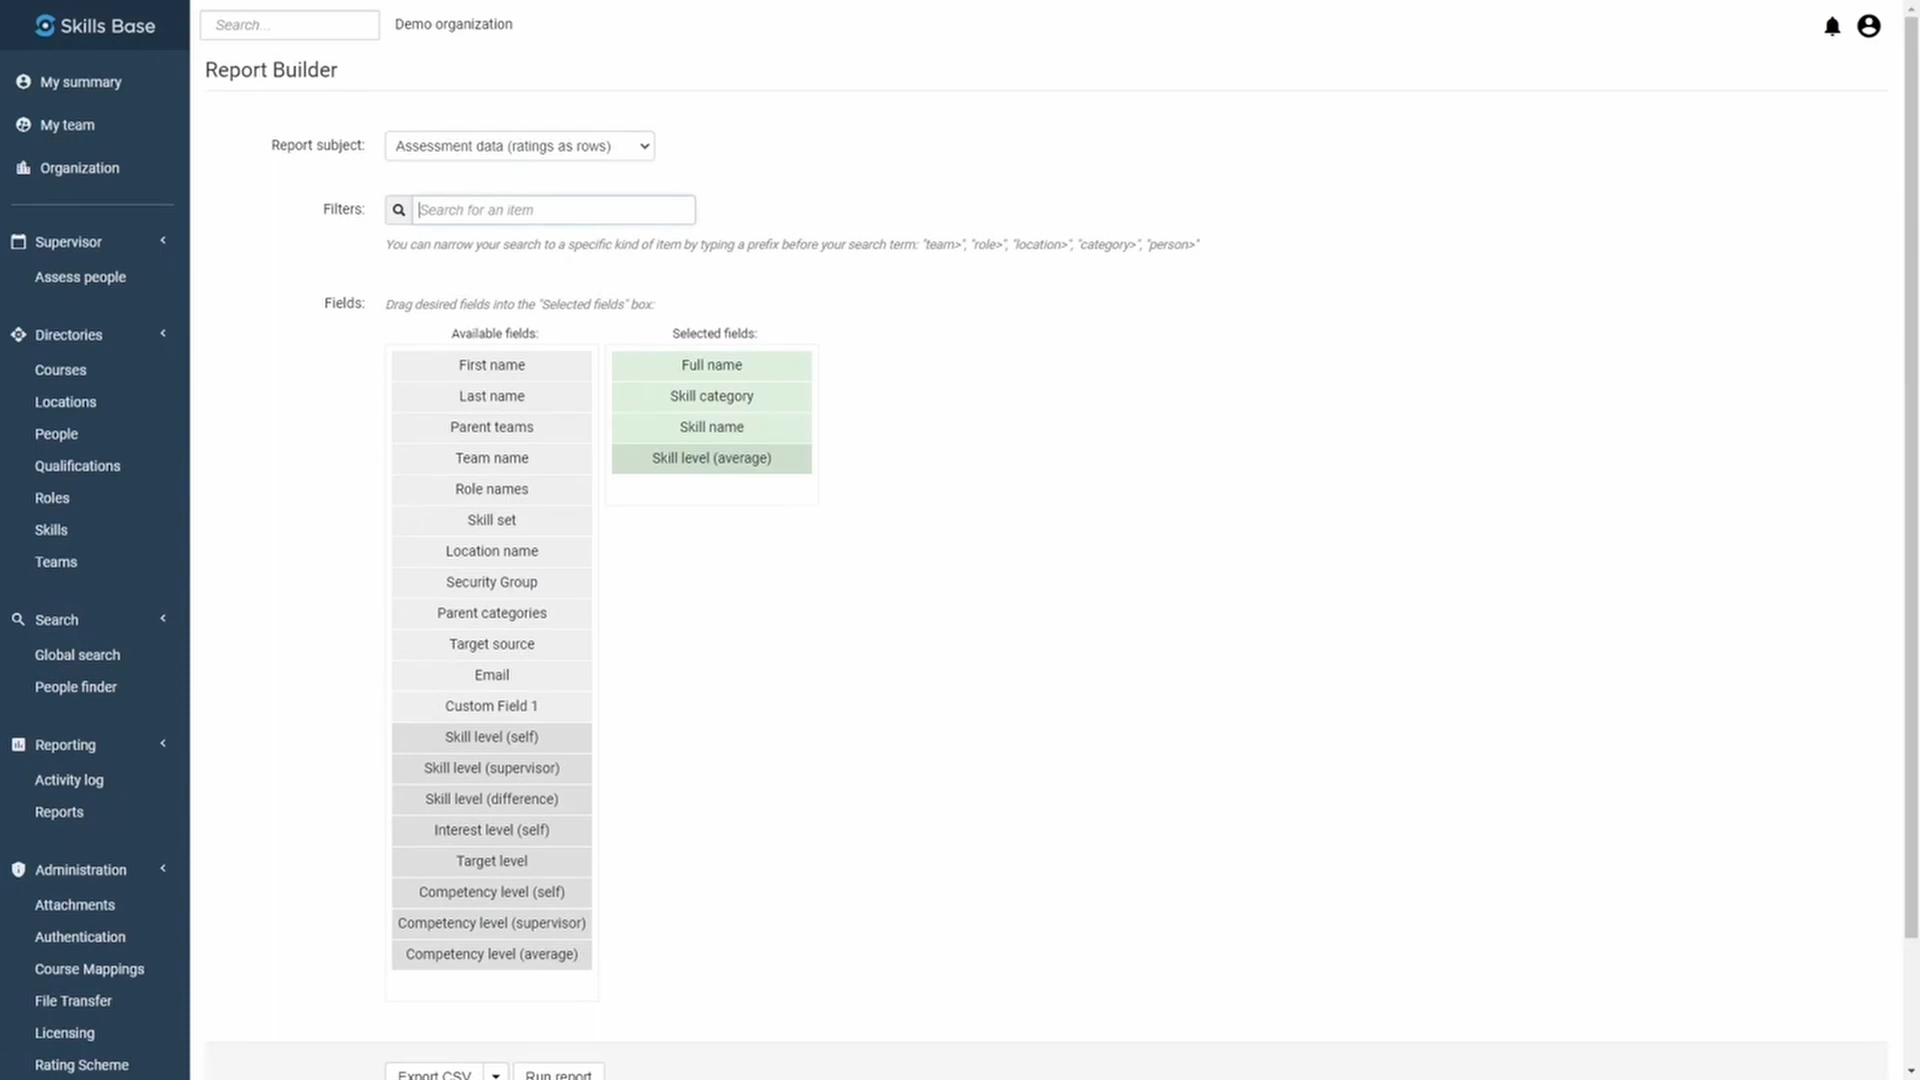 Skills Base
Search...
Demo organization
My summary
My team
Organization
Supervisor
Assess people
Directories
Courses
Locations
People
Qualifications
Roles
Skills
Teams
Search
Global search
People finder
Reporting
Activity log
Reports
Administration
Attachments
Authentication
Course Mappings
File Transfer
Licensing
Rating Scheme
Report Builder
Report subject: Assessment data (ratings as rows)
Filters: Search for an item
You can narrow your search to a specific kind of item by typing a prefix before your search term: "team>", "role>", "location>", "category>", "person>"
Fields: Drag desired fields into the "Selected fields" box:
Available fields:
First name
Last name
Parent teams
Team name
Role names
Skill set
Location name
Security Group
Parent categories
Target source
Email
Custom Field 1
Skill level (self)
Skill level (supervisor)
Skill level (difference)
Interest level (self)
Target level
Competency level (self)
Competency level (supervisor)
Competency level (average)
Selected fields:
Full name
Skill category
Skill name
Skill level (average)
Export CSV
Run report